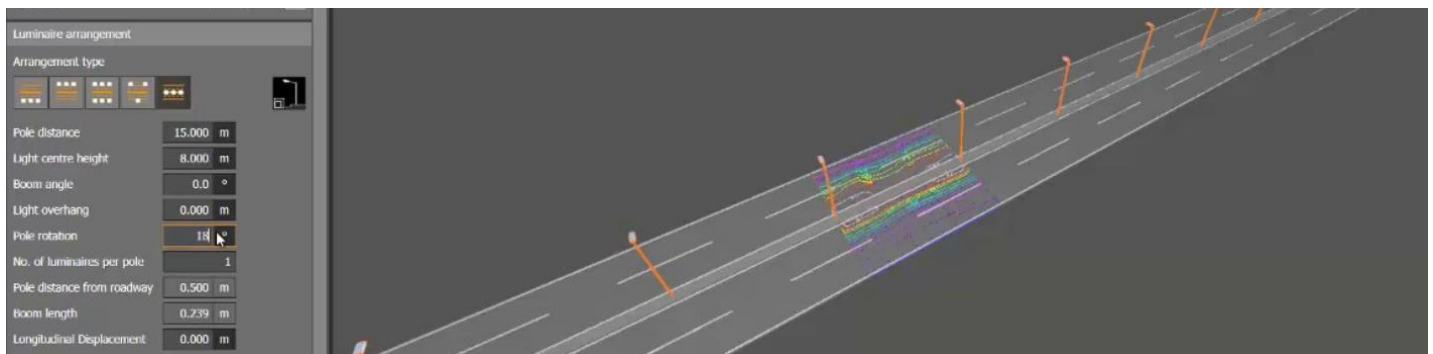 Luminaire arrangement
Arrangement type
Pole distance 15.000 m
Light centre height 8.000 m
Boom angle 0.0 °
Light overhang 0.000 m
Pole rotation 18 °
No. of luminaires per pole 1
Pole distance from roadway 0.500 m
Boom length 0.239 m
Longitudinal Displacement 0.000 m